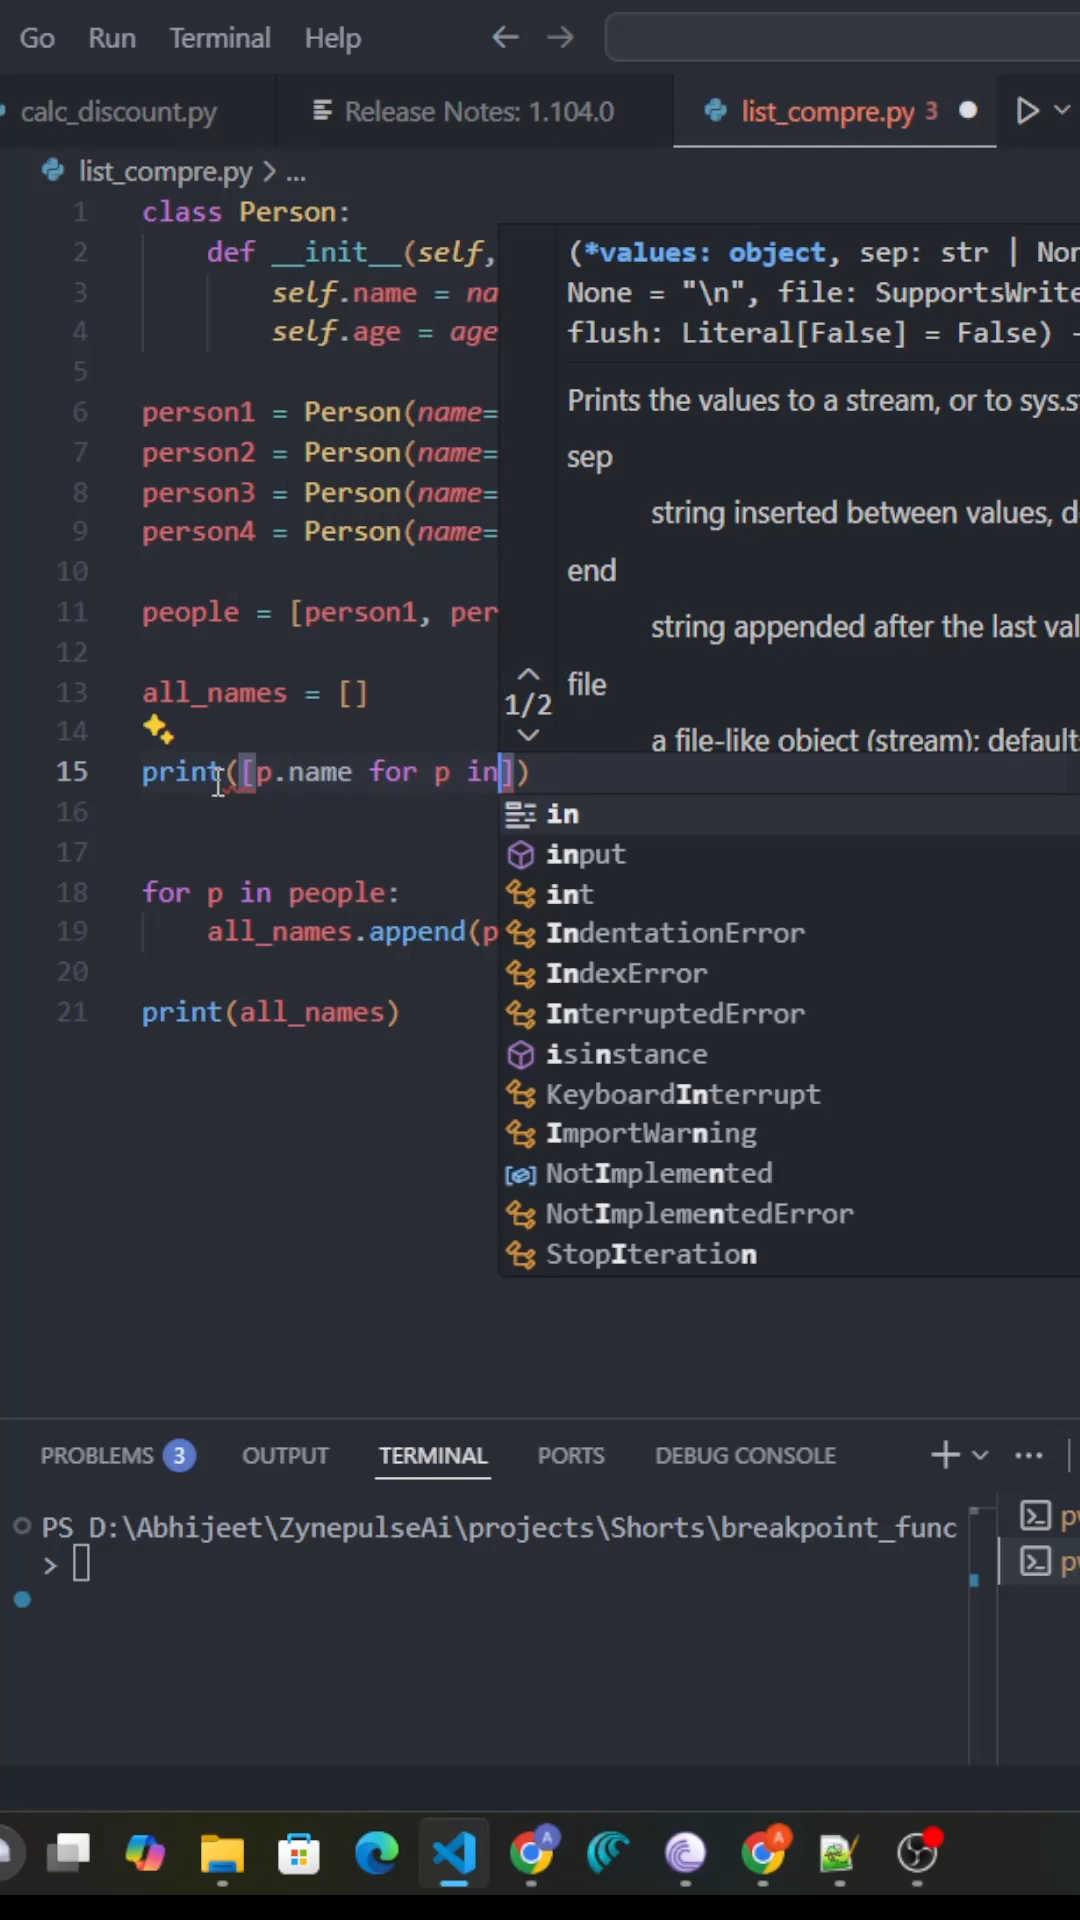 Go Run Terminal Help
calc_discount.py Release Notes: 1.104.0 list_compre.py 3
list_compre.py > ...
1 class Person:
2 def __init__(self,
3 self.name = na
4 self.age = age
5
6 person1 = Person(name=
7 person2 = Person(name=
8 person3 = Person(name=
9 person4 = Person(name=
10
11 people = [person1, per
12
13 all_names = []
14
15 print([p.name for p in])
16
17
18 for p in people:
19 all_names.append(p
20
21 print(all_names)
(*values: object, sep: str | Non
None = "\n", file: SupportsWrite
flush: Literal[False] = False) -
Prints the values to a stream, or to sys.s
sep
string inserted between values, d
end
string appended after the last val
file
a file-like object (stream): default
1/2
in
input
int
IndentationError
IndexError
InterruptedError
isinstance
KeyboardInterrupt
ImportWarning
NotImplemented
NotImplementedError
StopIteration
PROBLEMS 3 OUTPUT TERMINAL PORTS DEBUG CONSOLE
PS D:\Abhijeet\ZynepulseAi\projects\Shorts\breakpoint_func
>